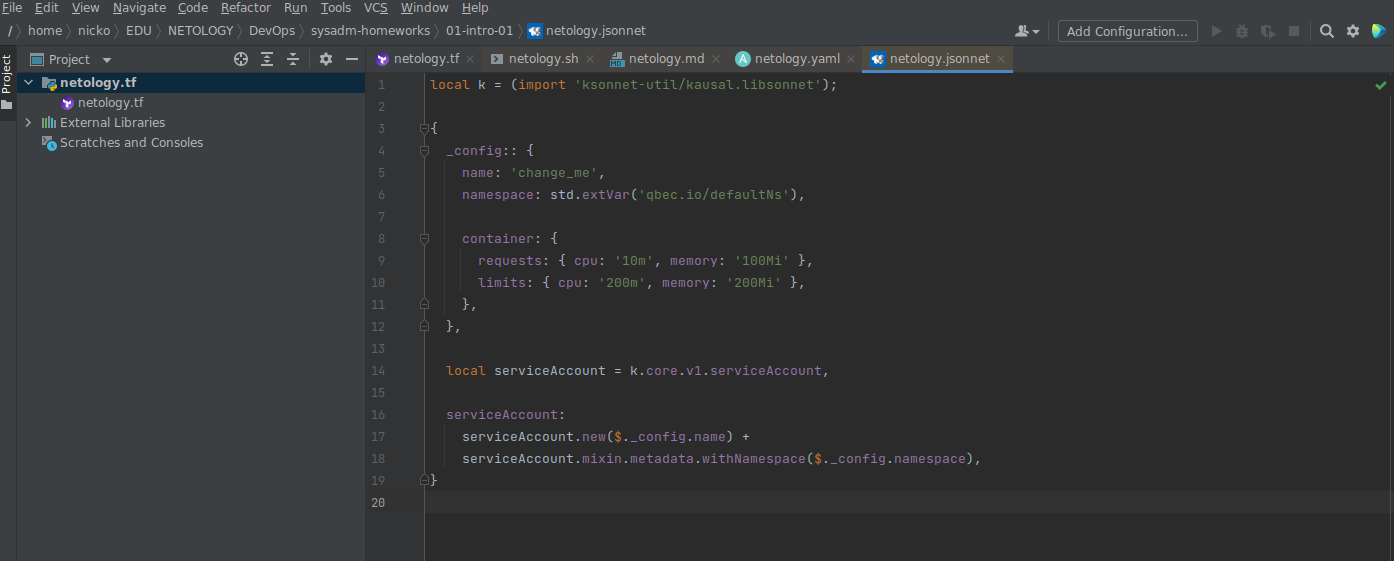 File Edit View Navigate Code Refactor Run Tools VCS Window Help
/ home nicko EDU NETOLOGY DevOps sysadm-homeworks 01-intro-01 netology.jsonnet Add Configuration...
Project
Project netology.tf netology.sh netology.md netology.yaml netology.jsonnet
netology.tf
netology.tf
External Libraries
Scratches and Consoles
1 local k = (import 'ksonnet-util/kausal.libsonnet');
2
3 {
4   _config:: {
5     name: 'change_me',
6     namespace: std.extVar('qbec.io/defaultNs'),
7
8     container: {
9       requests: { cpu: '10m', memory: '100Mi' },
10       limits: { cpu: '200m', memory: '200Mi' },
11     },
12   },
13
14   local serviceAccount = k.core.v1.serviceAccount,
15
16   serviceAccount:
17     serviceAccount.new($._config.name) +
18     serviceAccount.mixin.metadata.withNamespace($._config.namespace),
19 }
20